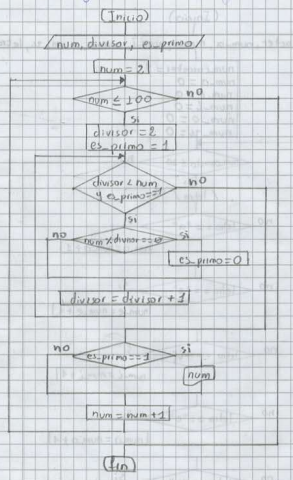 Inicio
num, divisor, es_primo
num=2
num ≤ 100 no
si
divisor=2
es_primo=1
divisor < num no
y es_primo==1
si
no num % divisor==0 si
es_primo=0
divisor = divisor + 1
no es_primo==1 si
num
num=num+1
fin